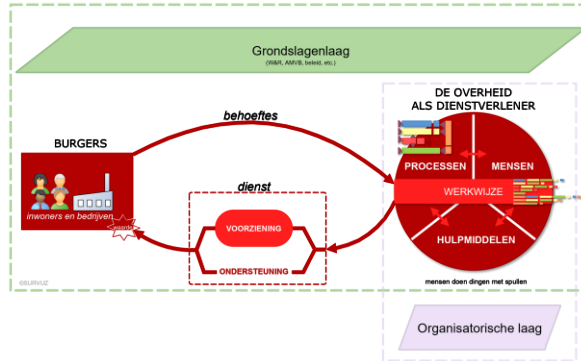 Grondslagenlaag
(W&R, AMVB, beleid, etc.)
DE OVERHEID
ALS DIENSTVERLENER
behoeftes
BURGERS
PROCESSEN
MENSEN
dienst
WERKWIJZE
inwoners en bedrijven
waarde
VOORZIENING
HULPMIDDELEN
ONDERSTEUNING
©SURVUZ
mensen doen dingen met spullen
Organisatorische laag